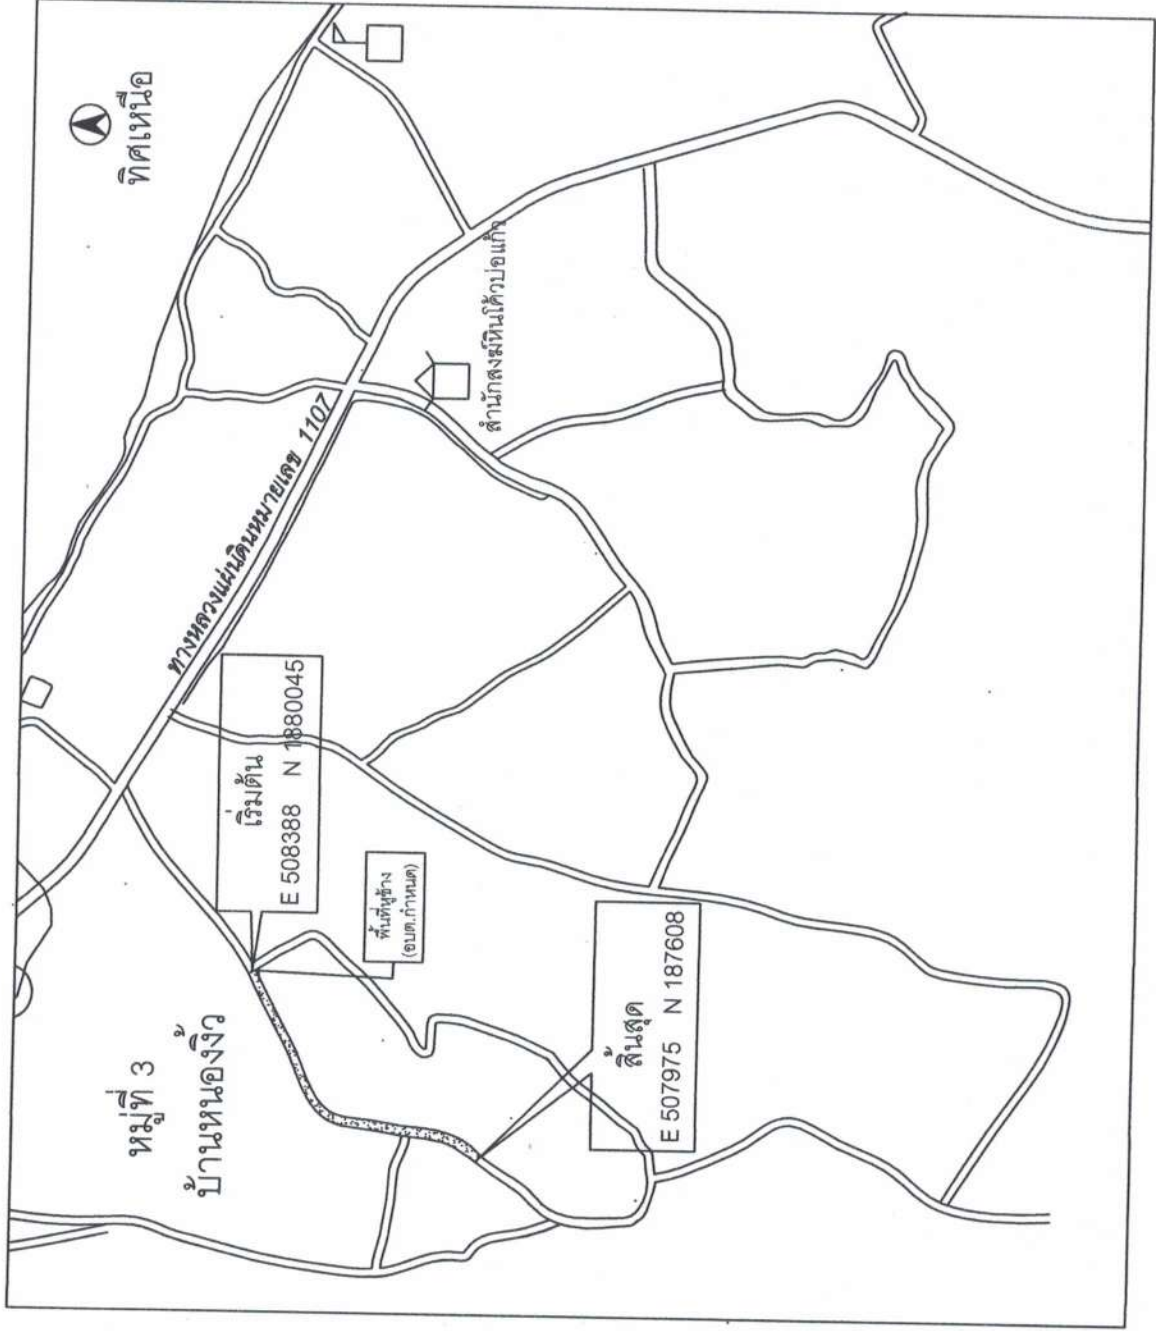 ทิศเหนือ
หมู่ที่ 3
บ้านหนองงิ้ว
ทางหลวงแผ่นดินหมายเลข 1107
เริ่มต้น
E 508388 N 1880045
พื้นที่ขุช้าง
(อบต.กำหนด)
สำนักสงฆ์หินโค้วบ่อแก้ว
สิ้นสุด
E 507975 N 187608